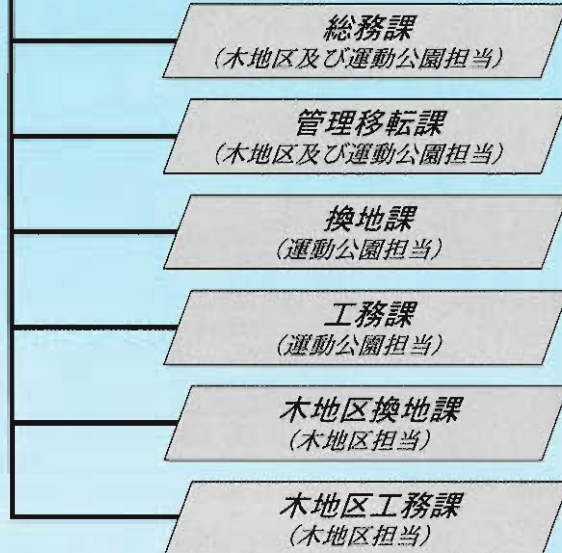 総務課
(木地区及び運動公園担当)
管理移転課
(木地区及び運動公園担当)
換地課
(運動公園担当)
工務課
(運動公園担当)
木地区換地課
(木地区担当)
木地区工務課
(木地区担当)